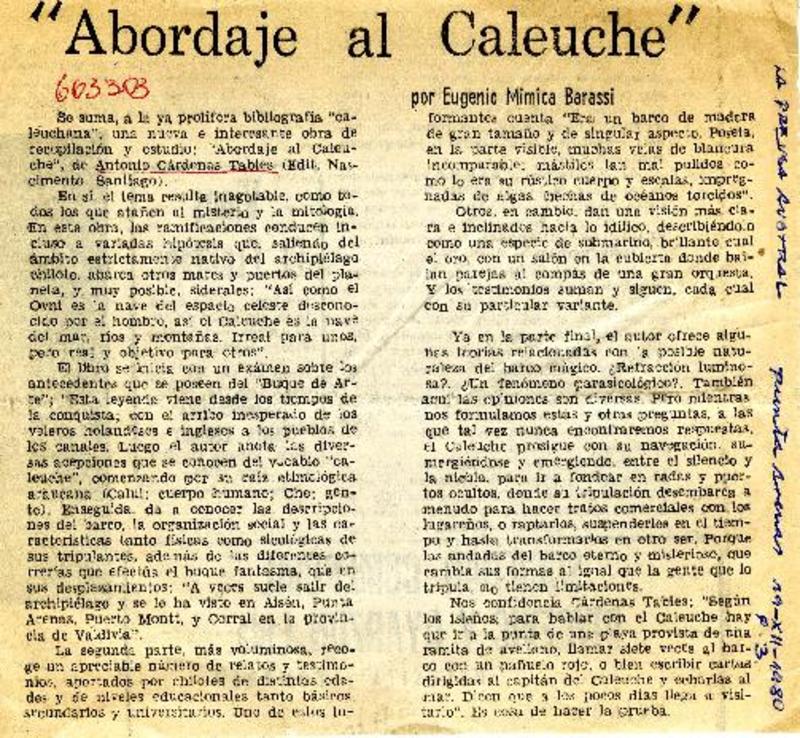 "Abordaje al Caleuche"
603303
por Eugenio Mimica Barassi
Se suma, a la ya prolífera bibliografía "ca-
leuchana", una nueva e interesante obra de
recopilación y estudio: "Abordaje al Caleu-
che", de Antonio Cárdenas Tables (Edit. Nas-
cimento Santiago).
En sí el tema resulta inagotable, como to-
dos los que atañen al misterio y la mitología.
En esta obra, las ramificaciones conducen in-
cluso a variadas hipótesis que, saliendo del
ámbito estrictamente nativo del archipiélago
chilote, abarca otros mares y puertos del pla-
neta, y muy posible, siderales: "Así como el
Ovni es la nave del espacio celeste descono-
cido por el hombre, así el Caleuche es la nave
del mar, ríos y montañas. Irreal para unos,
pero real y objetivo para otros".
El libro se inicia con un exámen sobre los
antecedentes que se poseen del "Buque de Ar-
te"; "Esta leyenda viene desde los tiempos de
la conquista; con el arribo inesperado de los
veleros holandeses e ingleses a los pueblos de
los canales. Luego el autor anota las diver-
sas acepciones que se conocen del vocablo "ca-
leuche", comenzando por su raíz etimológica
araucana (Calul: cuerpo humano; Che: gen-
te). Enseguida, da a conocer las descripcio-
nes del barco, la organización social y las ca-
racterísticas tanto físicas como sicológicas de
sus tripulantes, además de las diferentes co-
rrerías que efectúa el buque fantasma, que en
sus desplazamientos: "A veces suele salir del
archipiélago y se le ha visto en Aisén, Punta
Arenas, Puerto Montt, y Corral en la provin-
cia de Valdivia".
La segunda parte, más voluminosa, reco-
ge un apreciable número de relatos y testimo-
nios, aportados por chilotes de distintas eda-
des y de niveles educacionales tanto básicos,
secundarios y universitarios. Uno de estos in-
formantes cuenta "Era un barco de madera
de gran tamaño y de singular aspecto. Poseía,
en la parte visible, muchas velas de blancura
incomparable; mástiles tan mal pulidos co-
mo lo era su rústico cuerpo y escalas, impreg-
nadas de algas hechas de océanos torcidos".
Otros, en cambio, dan una visión más cla-
ra e inclinados hacia lo idílico, describiéndolo
como una especie de submarino, brillante cual
el oro, con un salón en la cubierta donde bai-
lan parejas al compás de una gran orquesta.
Y los testimonios suman y siguen, cada cual
con su particular variante.
Ya en la parte final, el autor ofrece algu-
nas teorías relacionadas con la posible natu-
raleza del barco mágico. ¿Refracción lumino-
sa?. ¿Un fenómeno parasicológico?. También
aquí las opiniones son diversas. Pero mientras
nos formulamos estas y otras preguntas, a las
que tal vez nunca encontraremos respuestas,
el Caleuche prosigue con su navegación, su-
mergiéndose y emergiendo, entre el silencio y
la niebla, para ir a fondear en radas y puer-
tos ocultos, donde su tripulación desembarca a
menudo para hacer tratos comerciales con los
lugareños, o raptarlos, suspenderlos en el tiem-
po y hasta transformarlos en otro ser. Porque
las andadas del barco eterno y misterioso, que
cambia sus formas al igual que la gente que lo
tripula, no tienen limitaciones.
Nos confidencia Cárdenas Tables: "Según
los isleños, para hablar con el Caleuche hay
que ir a la punta de una playa provista de una
ramita de avellano, llamar siete veces al bar-
co con un pañuelo rojo, o bien escribir cartas
dirigidas al capitán del Caleuche y echarlas al
mar. Dicen que a los pocos días llega a visi-
tarlo". Es cosa de hacer la prueba.
LA PRENSA AUSTRAL
Punta Arenas 19-XII-1980
P. 3